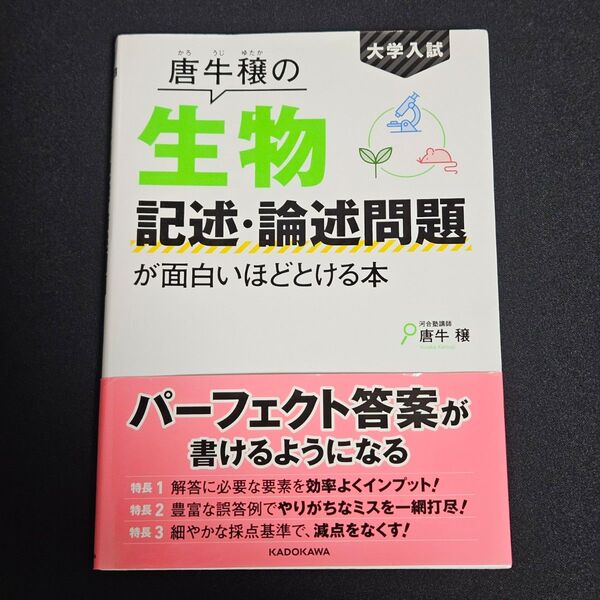 大学入試
かろ うじ ゆたか
唐牛穣の
生物
記述・論述問題
が面白いほどとける本
河合塾講師
唐牛 穣
パーフェクト答案が
書けるようになる
特長1 解答に必要な要素を効率よくインプット!
特長2 豊富な誤答例でやりがちなミスを一網打尽!
特長3 細やかな採点基準で、減点をなくす!
KADOKAWA